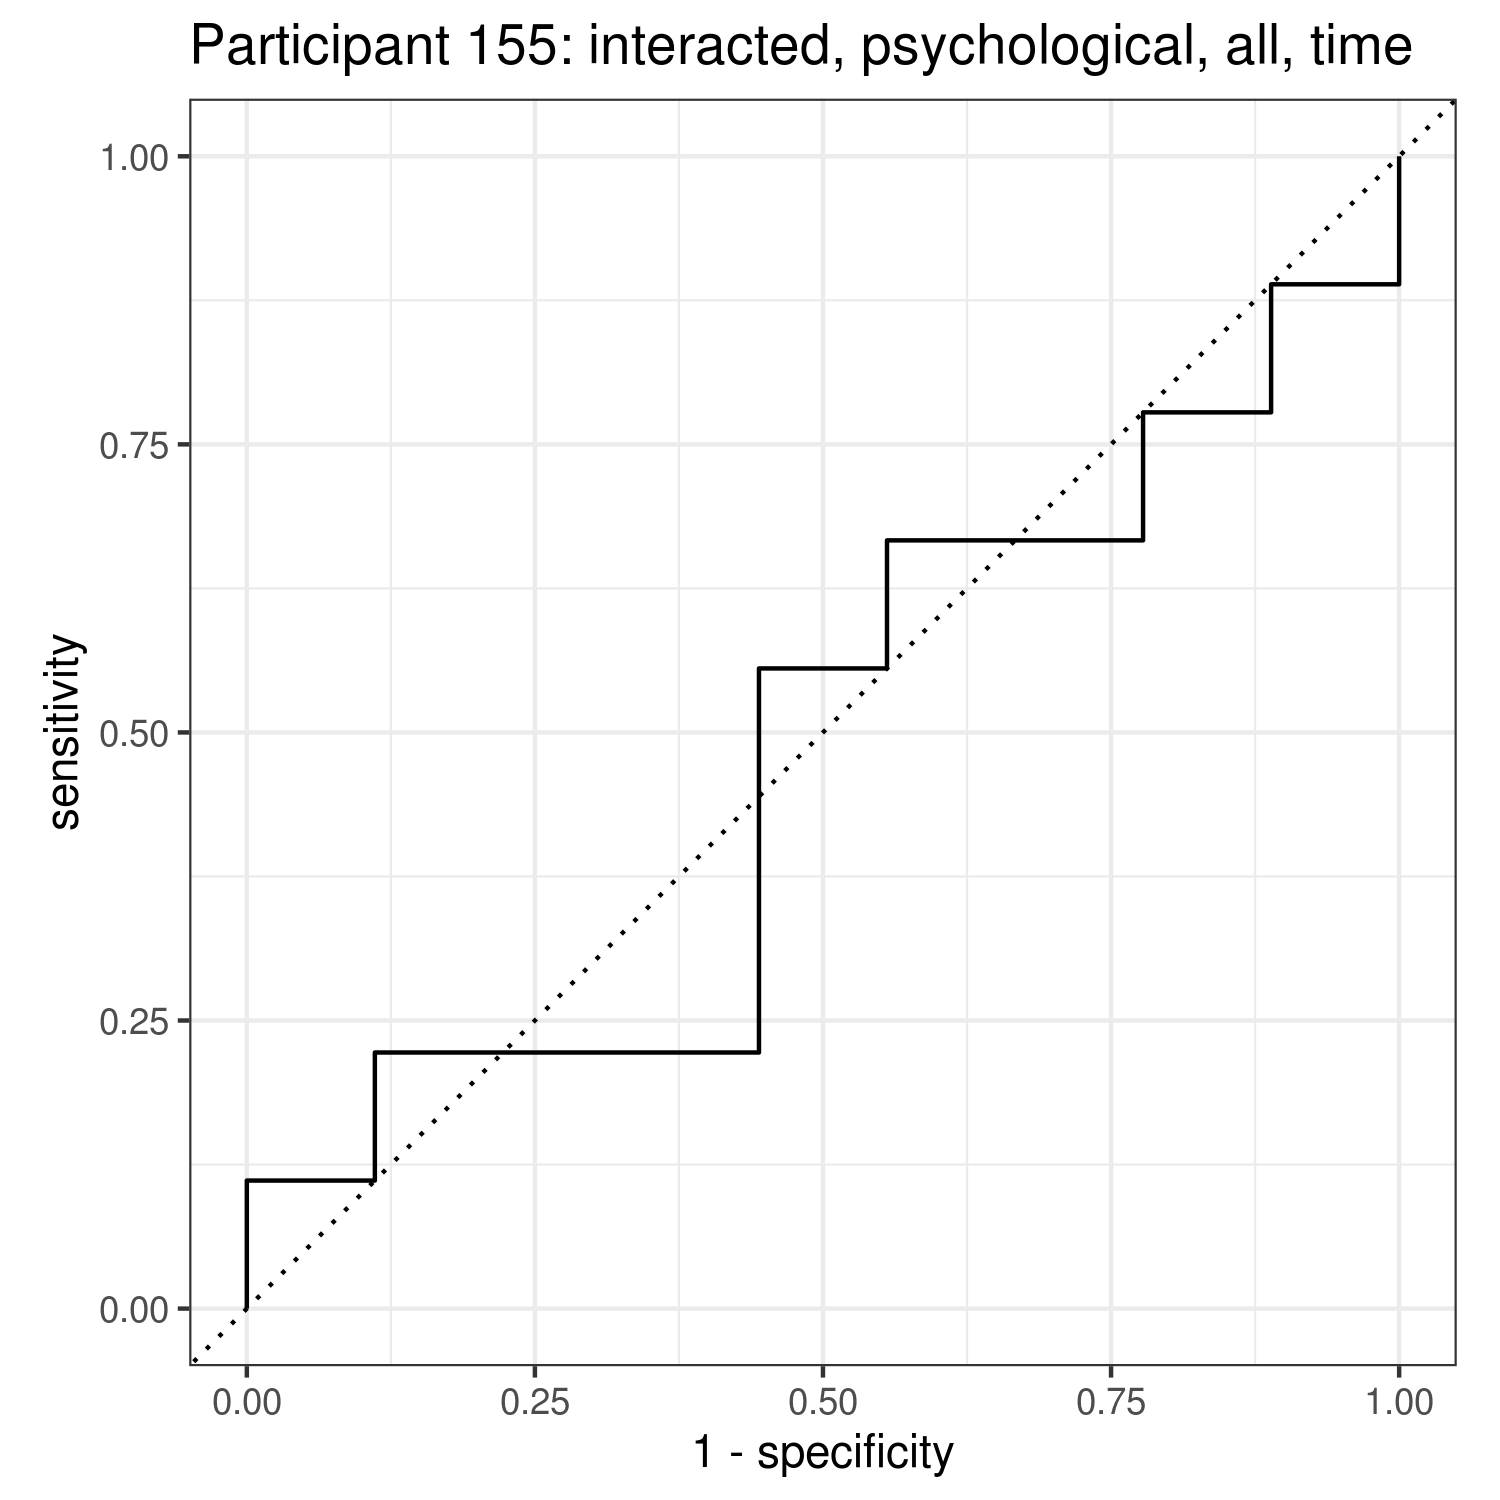 Participant 155: interacted, psychological, all, time
1.00
0.75
0.50
0.25
0.00
sensitivity
0.00 0.25 0.50 0.75 1.00
1 - specificity